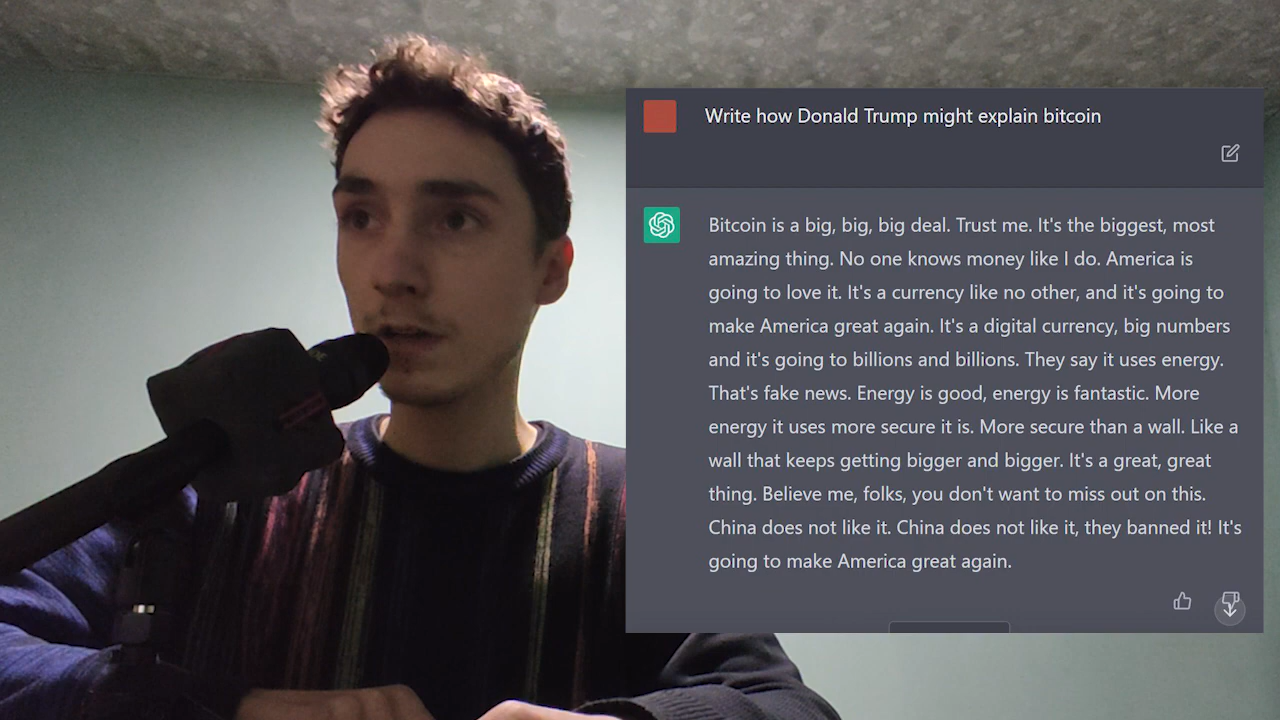 Write how Donald Trump might explain bitcoin
Bitcoin is a big, big, big deal. Trust me. It's the biggest, most
amazing thing. No one knows money like I do. America is
going to love it. It's a currency like no other, and it's going to
make America great again. It's a digital currency, big numbers
and it's going to billions and billions. They say it uses energy.
That's fake news. Energy is good, energy is fantastic. More
energy it uses more secure it is. More secure than a wall. Like a
wall that keeps getting bigger and bigger. It's a great, great
thing. Believe me, folks, you don't want to miss out on this.
China does not like it. China does not like it, they banned it! It's
going to make America great again.